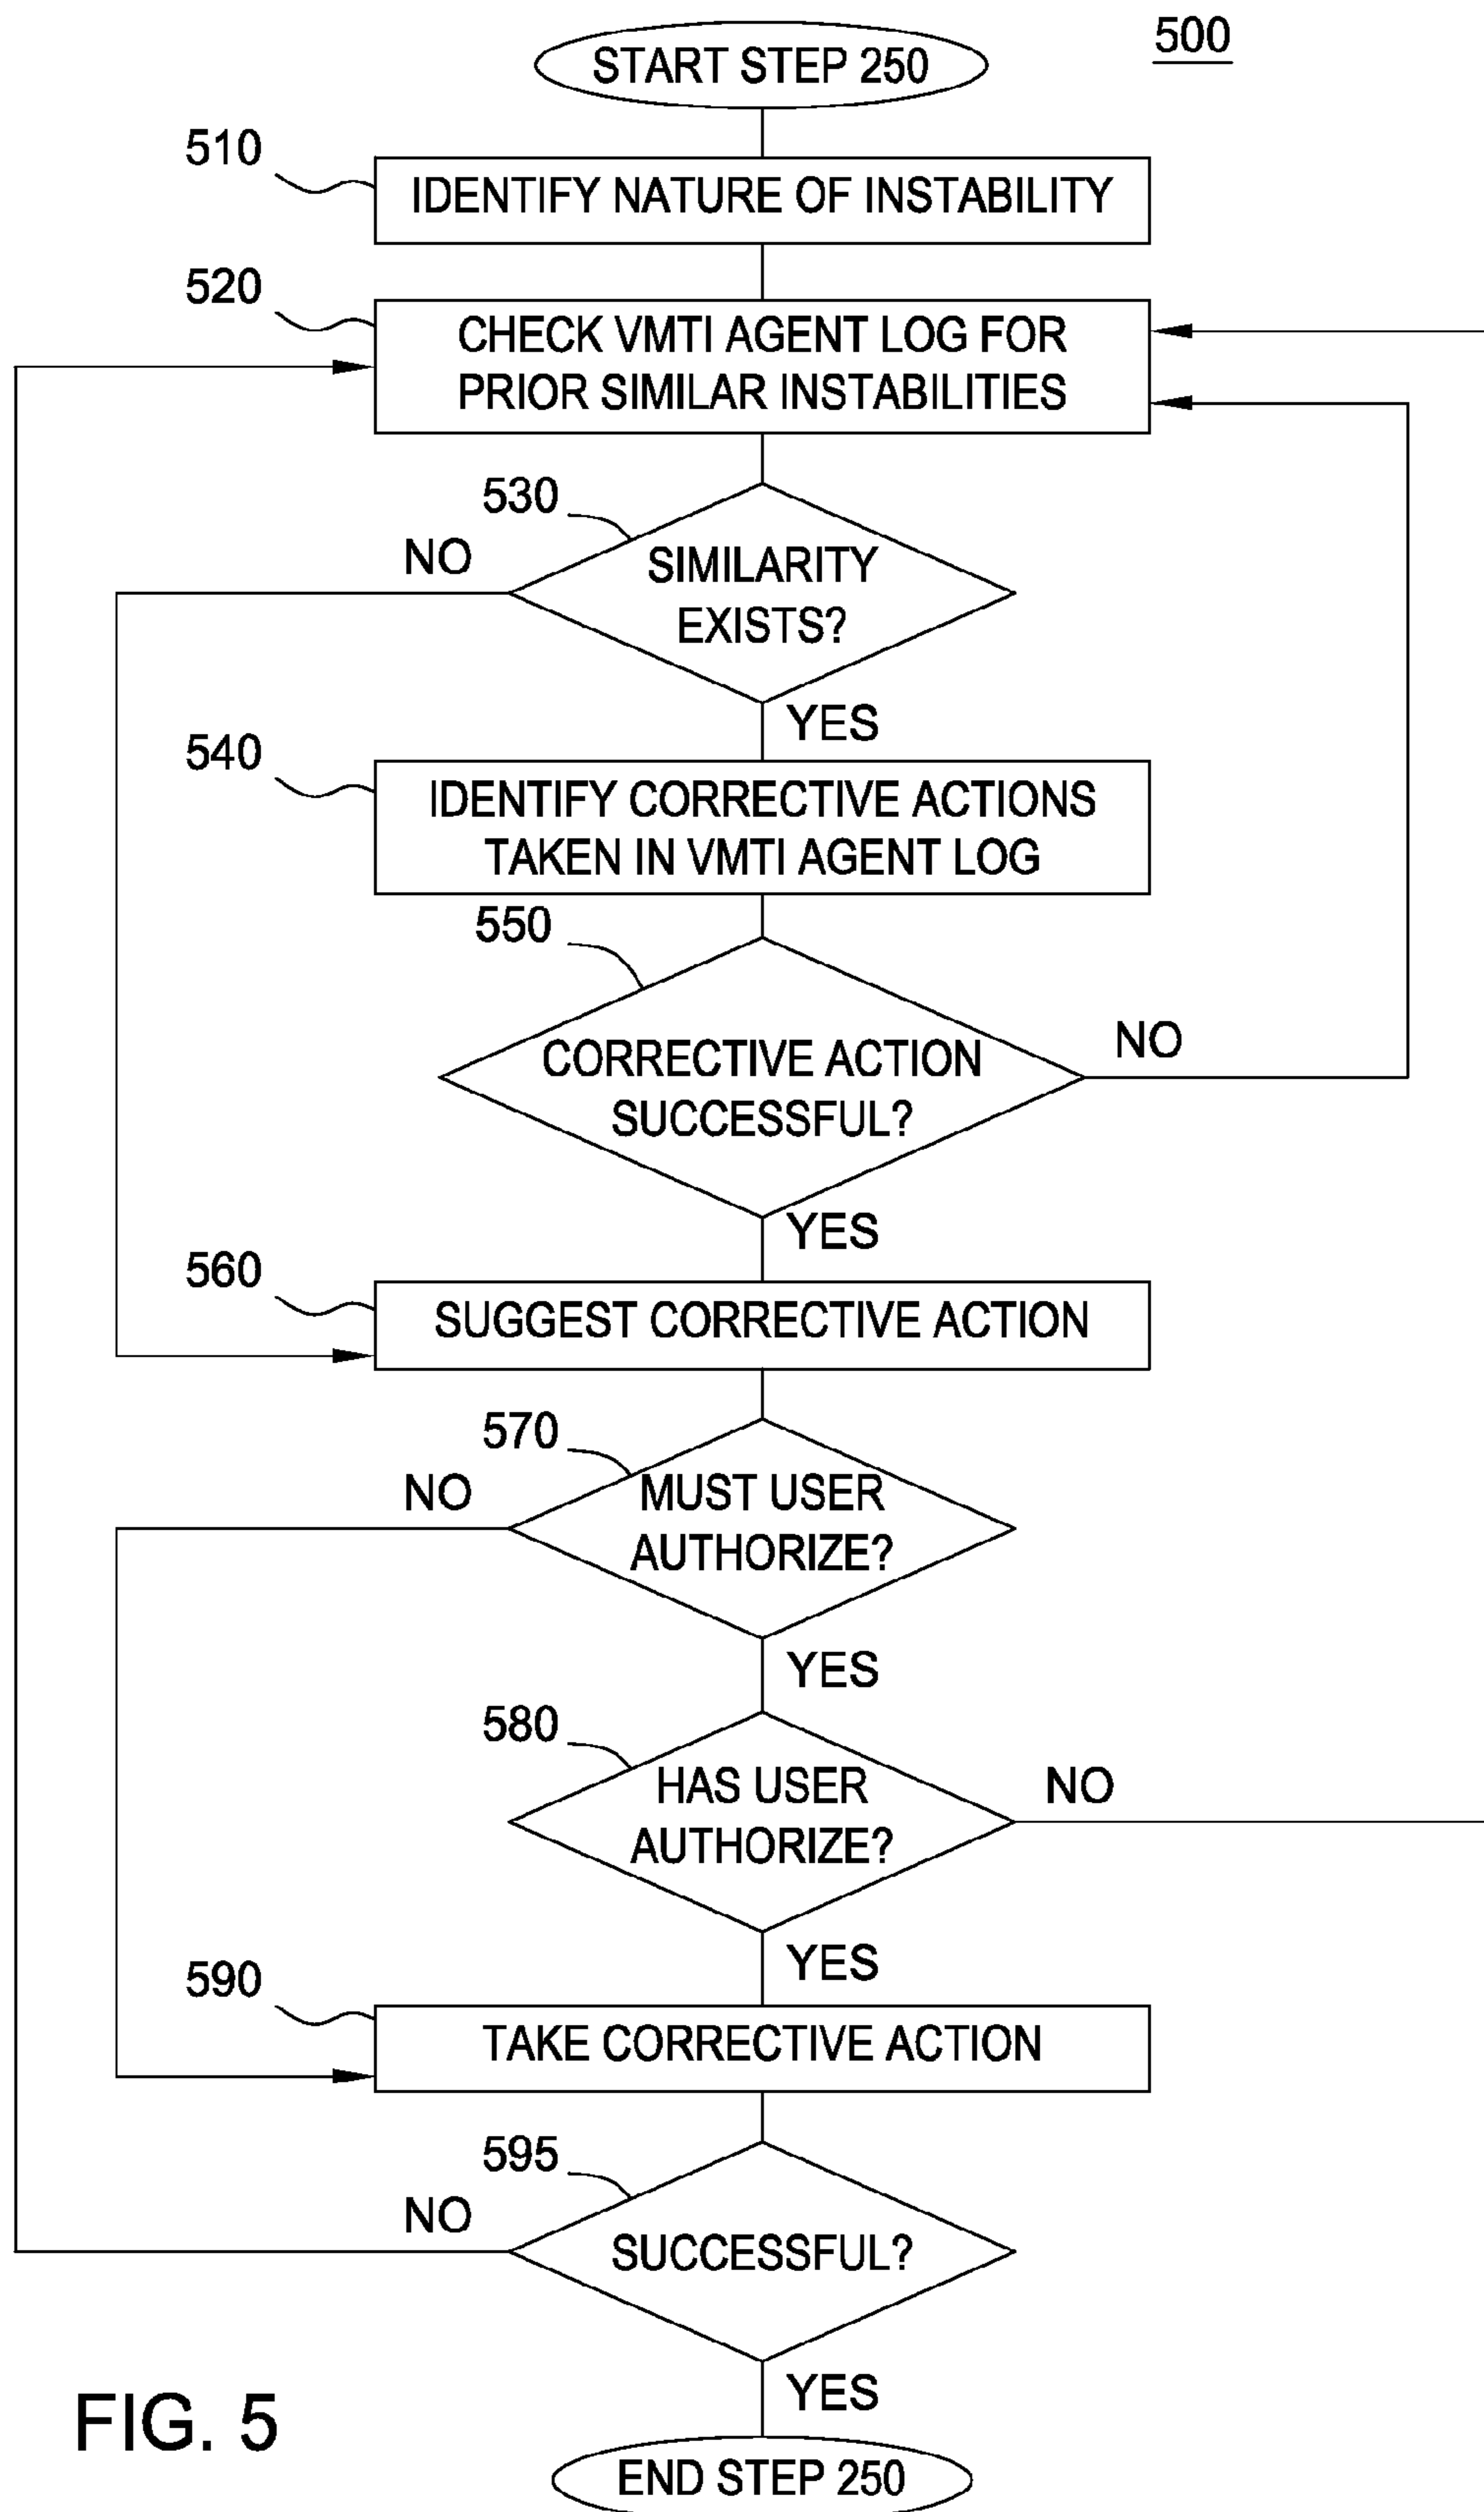 500
START STEP 250
510
IDENTIFY NATURE OF INSTABILITY
520
CHECK VMTI AGENT LOG FOR
PRIOR SIMILAR INSTABILITIES
530
NO
SIMILARITY
EXISTS?
YES
540
IDENTIFY CORRECTIVE ACTIONS
TAKEN IN VMTI AGENT LOG
550
CORRECTIVE ACTION
SUCCESSFUL?
NO
YES
560
SUGGEST CORRECTIVE ACTION
570
NO
MUST USER
AUTHORIZE?
YES
580
HAS USER
AUTHORIZE?
NO
YES
590
TAKE CORRECTIVE ACTION
595
NO
SUCCESSFUL?
YES
FIG. 5
END STEP 250